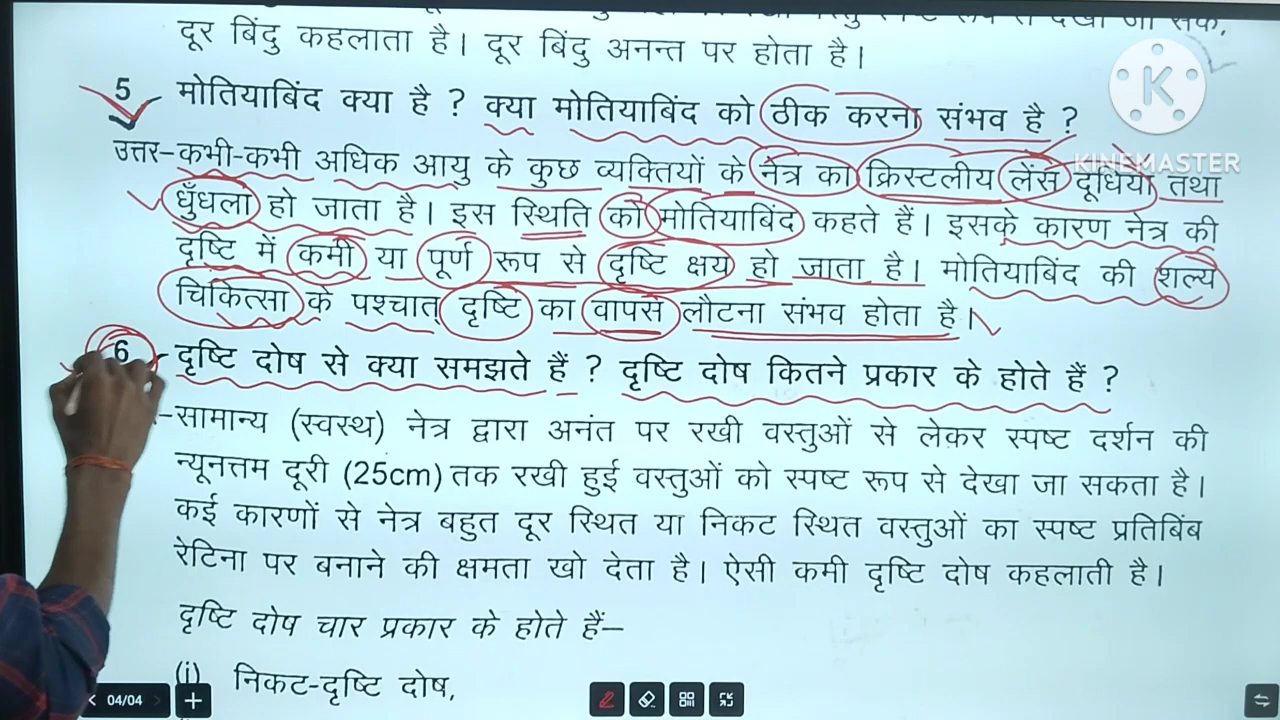 दूर बिंदु कहलाता है। दूर बिंदु अनन्त पर होता है।
5 मोतियाबिंद क्या है ? क्या मोतियाबिंद को ठीक करना संभव है ?
उत्तर–कभी-कभी अधिक आयु के कुछ व्यक्तियों के नेत्र का क्रिस्टलीय लेंस दूधिया तथा
धुँधला हो जाता है। इस स्थिति को मोतियाबिंद कहते हैं। इसके कारण नेत्र की
दृष्टि में कमी या पूर्ण रूप से दृष्टि क्षय हो जाता है। मोतियाबिंद की शल्य
चिकित्सा के पश्चात् दृष्टि का वापस लौटना संभव होता है।
6 दृष्टि दोष से क्या समझते हैं ? दृष्टि दोष कितने प्रकार के होते हैं ?
–सामान्य (स्वस्थ) नेत्र द्वारा अनंत पर रखी वस्तुओं से लेकर स्पष्ट दर्शन की
न्यूनत्तम दूरी (25cm) तक रखी हुई वस्तुओं को स्पष्ट रूप से देखा जा सकता है।
कई कारणों से नेत्र बहुत दूर स्थित या निकट स्थित वस्तुओं का स्पष्ट प्रतिबिंब
रेटिना पर बनाने की क्षमता खो देता है। ऐसी कमी दृष्टि दोष कहलाती है।
दृष्टि दोष चार प्रकार के होते हैं–
(i) निकट-दृष्टि दोष,
04/04
K
KINEMASTER